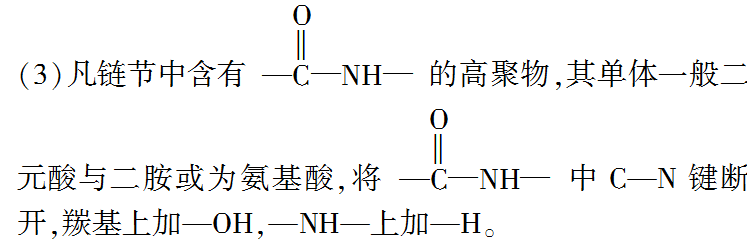 O
‖
(3)凡链节中含有 —C—NH— 的高聚物,其单体一般二
O
‖
元酸与二胺或为氨基酸,将 —C—NH— 中 C—N 键断
开,羰基上加—OH,—NH—上加—H。